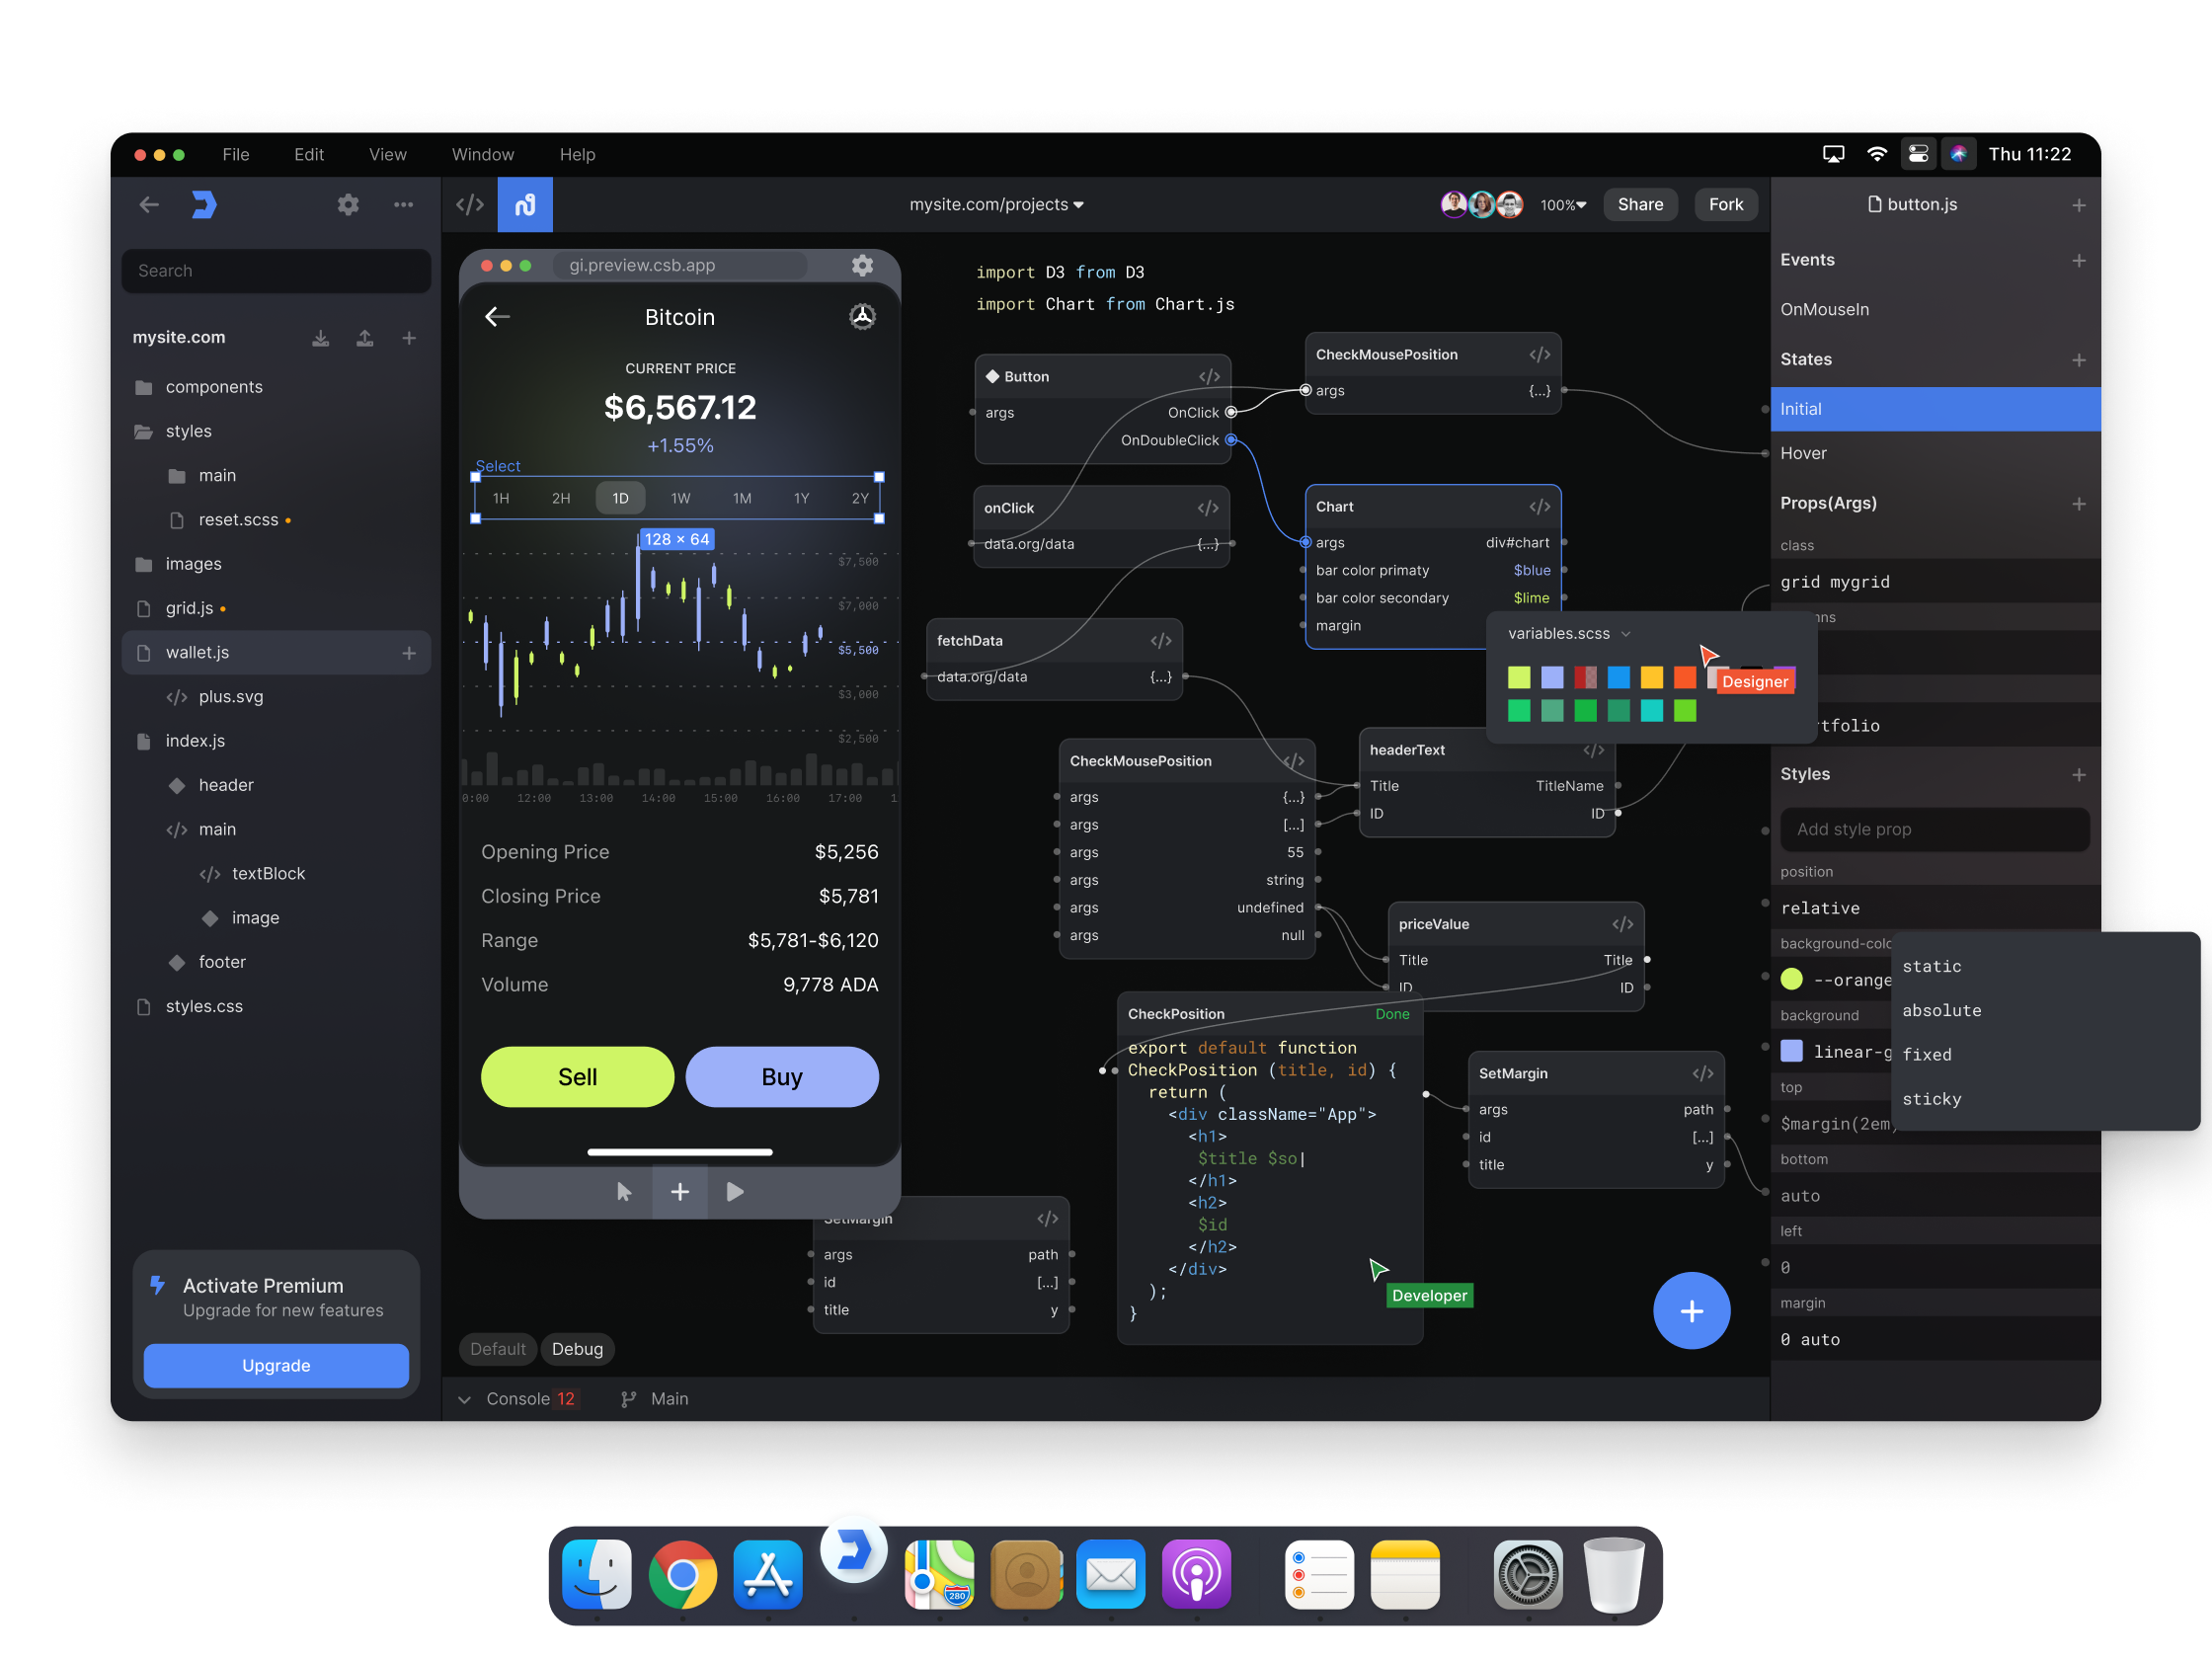 File Edit View Window Help
Thu 11:22
mysite.com/projects
100%
Share
Fork
button.js
Search
mysite.com
components
styles
main
reset.scss
images
grid.js
wallet.js
plus.svg
index.js
header
main
textBlock
image
footer
styles.css
Activate Premium
Upgrade for new features
Upgrade
gi.preview.csb.app
Bitcoin
CURRENT PRICE
$6,567.12
+1.55%
Select
1H 2H 1D 1W 1M 1Y 2Y
128 × 64
$7,500
$7,000
$5,500
$3,000
$2,500
0:00 12:00 13:00 14:00 15:00 16:00 17:00 1
Opening Price $5,256
Closing Price $5,781
Range $5,781-$6,120
Volume 9,778 ADA
Sell
Buy
Default
Debug
Console 12
Main
import D3 from D3
import Chart from Chart.js
Button
args OnClick
OnDoubleClick
CheckMousePosition
args {...}
onClick
data.org/data {...}
Chart
args div#chart
bar color primaty $blue
bar color secondary $lime
margin
fetchData
data.org/data {...}
variables.scss
Designer
CheckMousePosition
args {...}
args [...]
args 55
args string
args undefined
args null
headerText
Title TitleName
ID ID
priceValue
Title Title
ID ID
CheckPosition Done
export default function
CheckPosition (title, id) {
return (
<div className="App">
<h1>
$title $so
</h1>
<h2>
$id
</h2>
</div>
);
}
Developer
SetMargin
args path
id [...]
title y
SetMargin
args path
id [...]
title y
Events
OnMouseIn
States
Initial
Hover
Props(Args)
class
grid mygrid
nns
tfolio
Styles
Add style prop
position
relative
background-colo
--orange
background
linear-g
top
$margin(2em)
bottom
auto
left
0
margin
0 auto
static
absolute
fixed
sticky
280